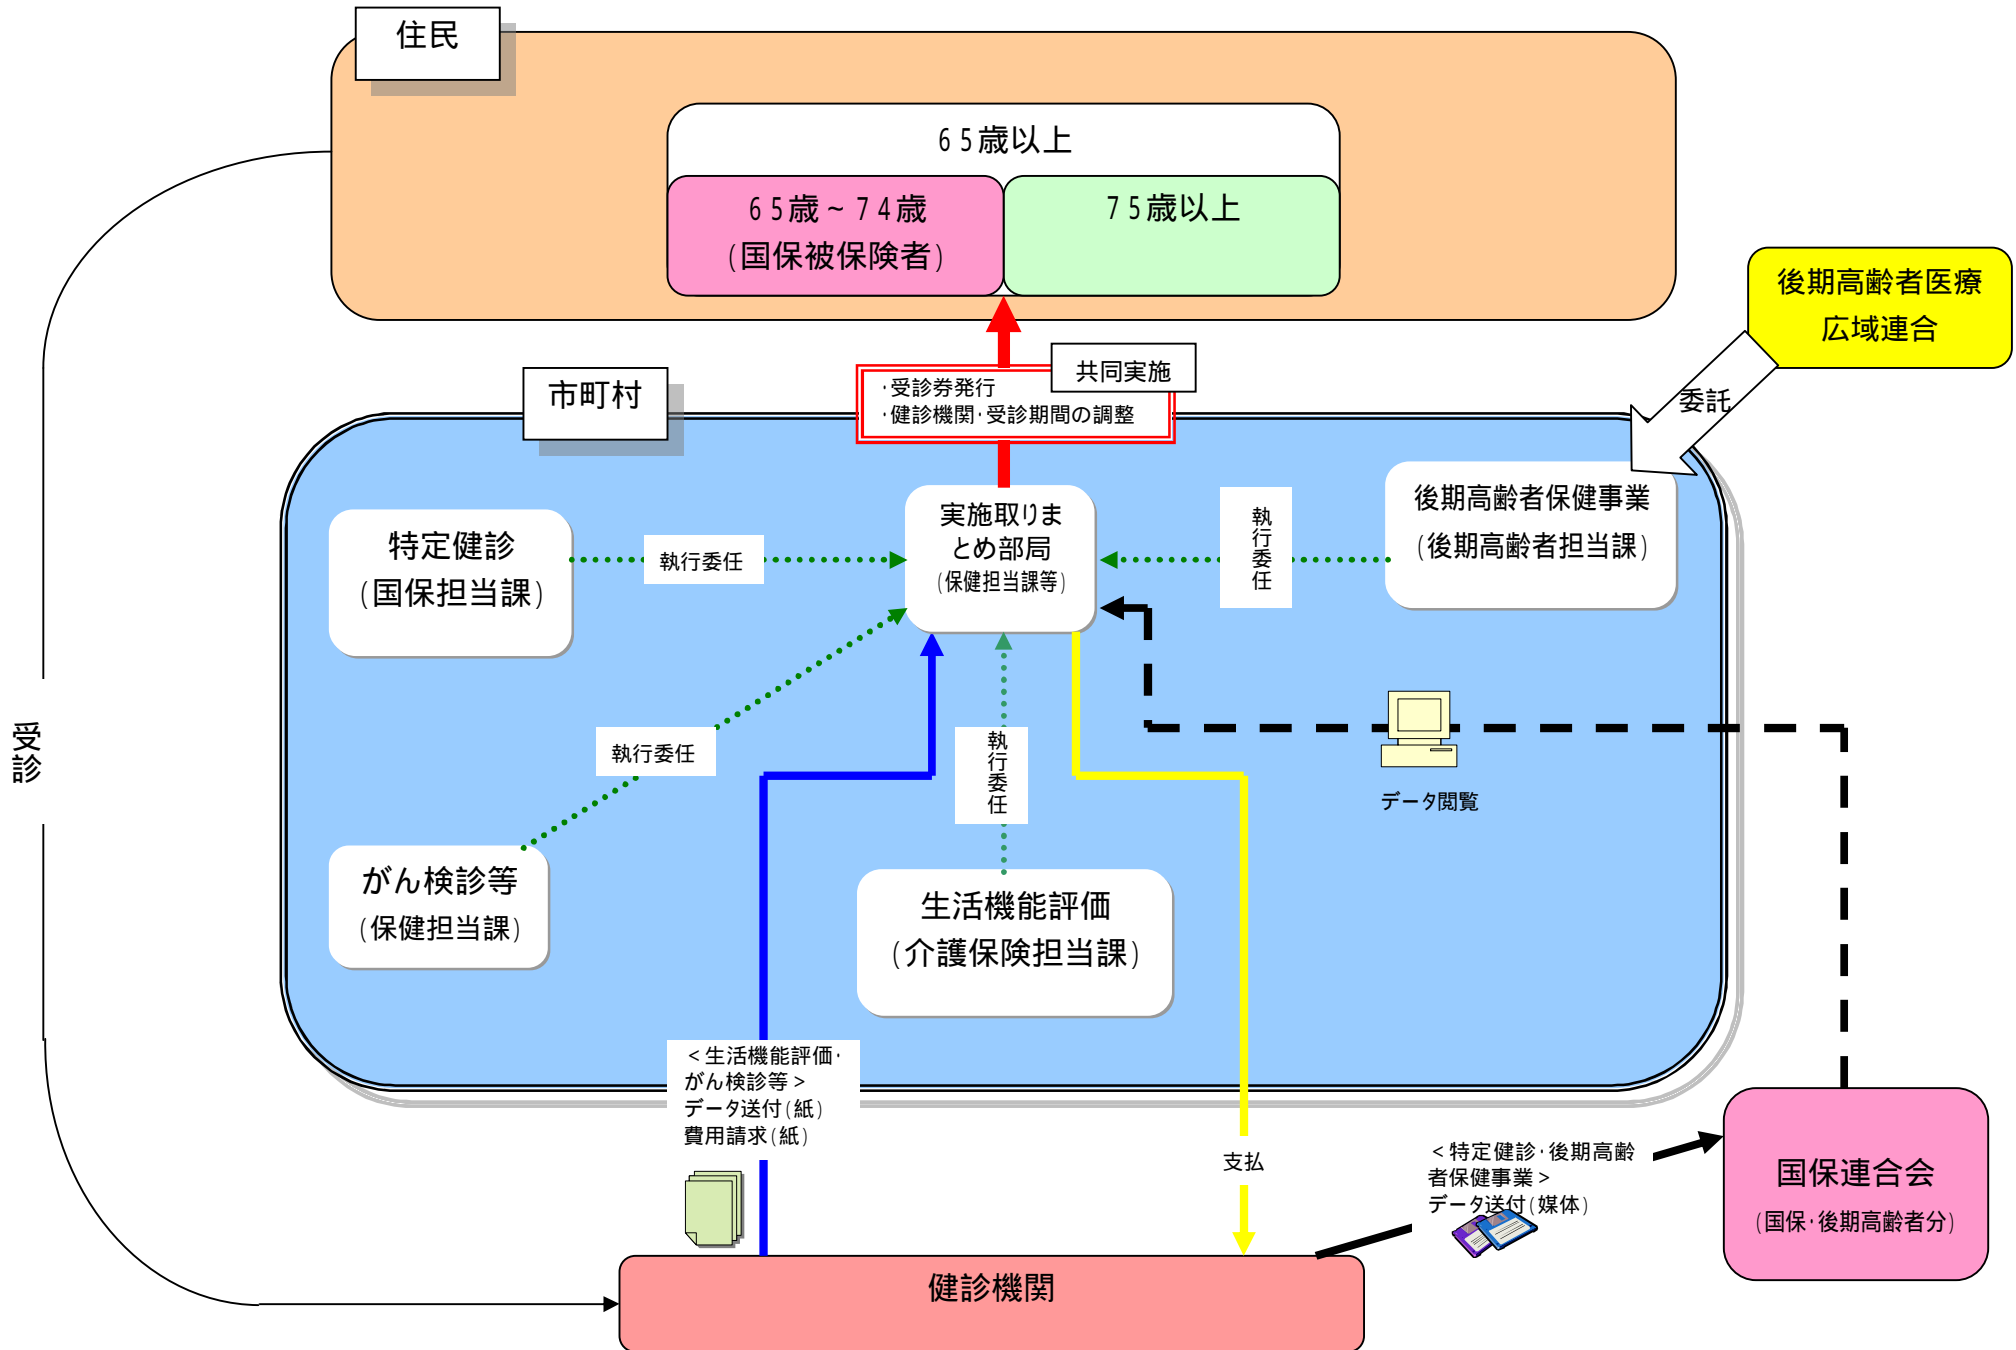 住民
６５歳以上
６５歳～７４歳
(国保被保険者)
７５歳以上
後期高齢者医療
広域連合
委託
共同実施
・受診券発行
・健診機関・受診期間の調整
市町村
特定健診
(国保担当課)
執行委任
実施取りま
とめ部局
(保健担当課等)
執行委任
後期高齢者保健事業
(後期高齢者担当課)
受診
執行委任
執行委任
データ閲覧
がん検診等
(保健担当課)
生活機能評価
(介護保険担当課)
＜生活機能評価・
がん検診等＞
データ送付(紙)
費用請求(紙)
支払
＜特定健診・後期高齢
者保健事業＞
データ送付(媒体)
国保連合会
(国保・後期高齢者分)
健診機関